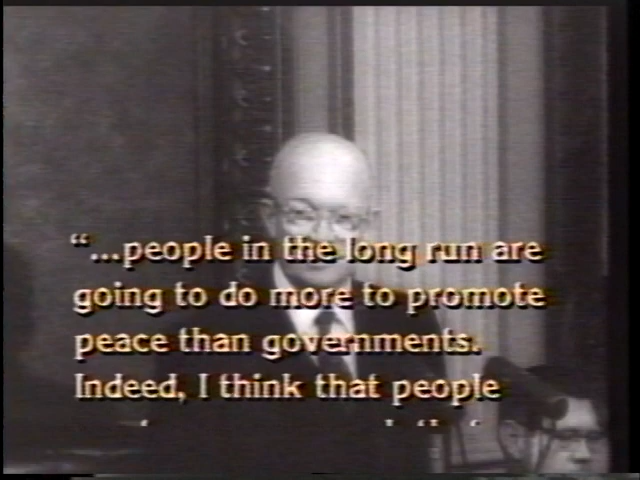 “...people in the long run are
going to do more to promote
peace than governments.
Indeed, I think that people